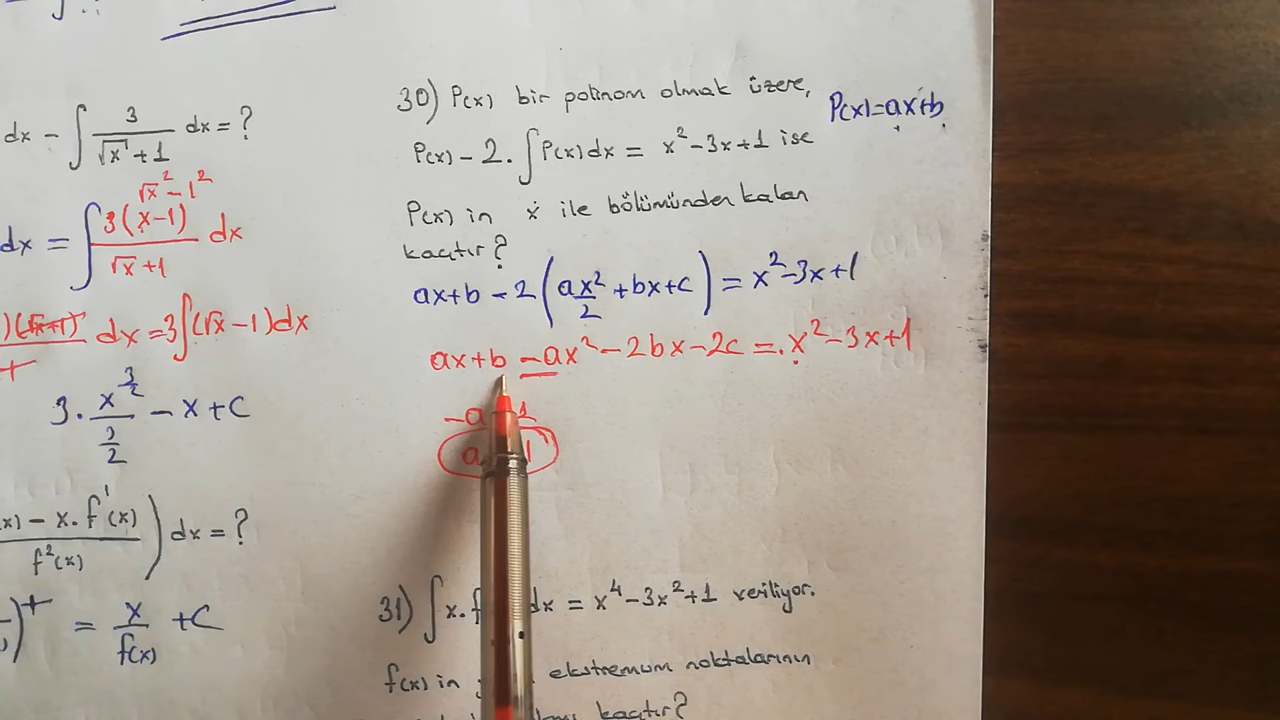 dx - ∫ 3/(√x + 1) dx = ?
√x² - 1²
dx = ∫ 3(x-1)/(√x + 1) dx
)(√x+1) dx = 3∫(√x - 1)dx
3 . x^(3/2)/(3/2) - x + c
x) - x . f'(x) / f²(x) ) dx = ?
= x/f(x) + c
30) P(x) bir polinom olmak üzere,
P(x) = ax+b
P(x) - 2 . ∫P(x)dx = x² - 3x + 1 ise
P(x) in x ile bölümünden kalan
kaçtır?
ax+b - 2(ax²/2 + bx + c) = x² - 3x + 1
ax+b - ax² - 2bx - 2c = x² - 3x + 1
-a 1
a 1
31) ∫x. dx = x⁴ - 3x² + 1 veriliyor.
f(x) in ekstremum noktalarının
kaçtır?